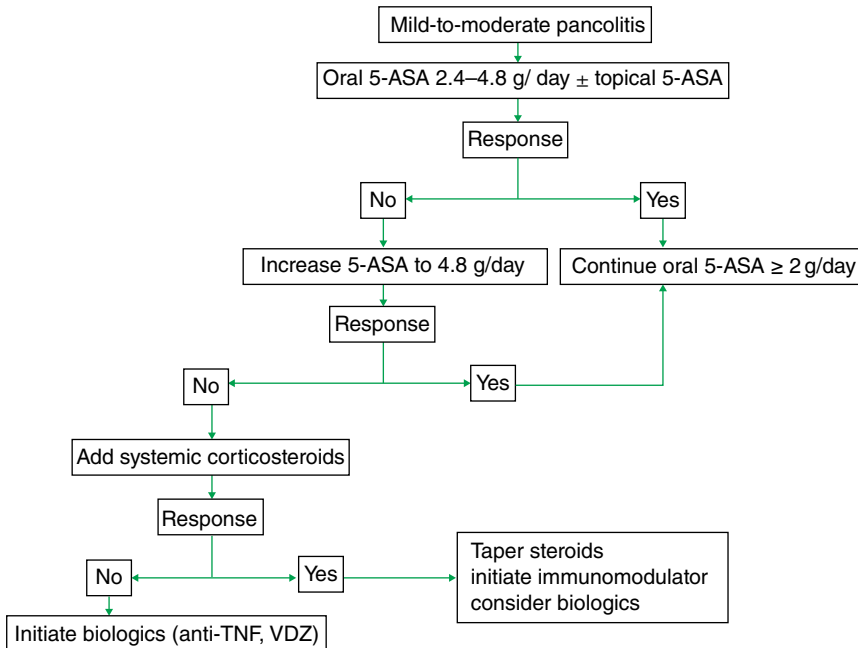 Mild-to-moderate pancolitis
Oral 5-ASA 2.4–4.8 g/ day ± topical 5-ASA
Response
No
Yes
Increase 5-ASA to 4.8 g/day
Continue oral 5-ASA ≥ 2 g/day
Response
No
Yes
Add systemic corticosteroids
Response
No
Yes
Taper steroids
initiate immunomodulator
consider biologics
Initiate biologics (anti-TNF, VDZ)